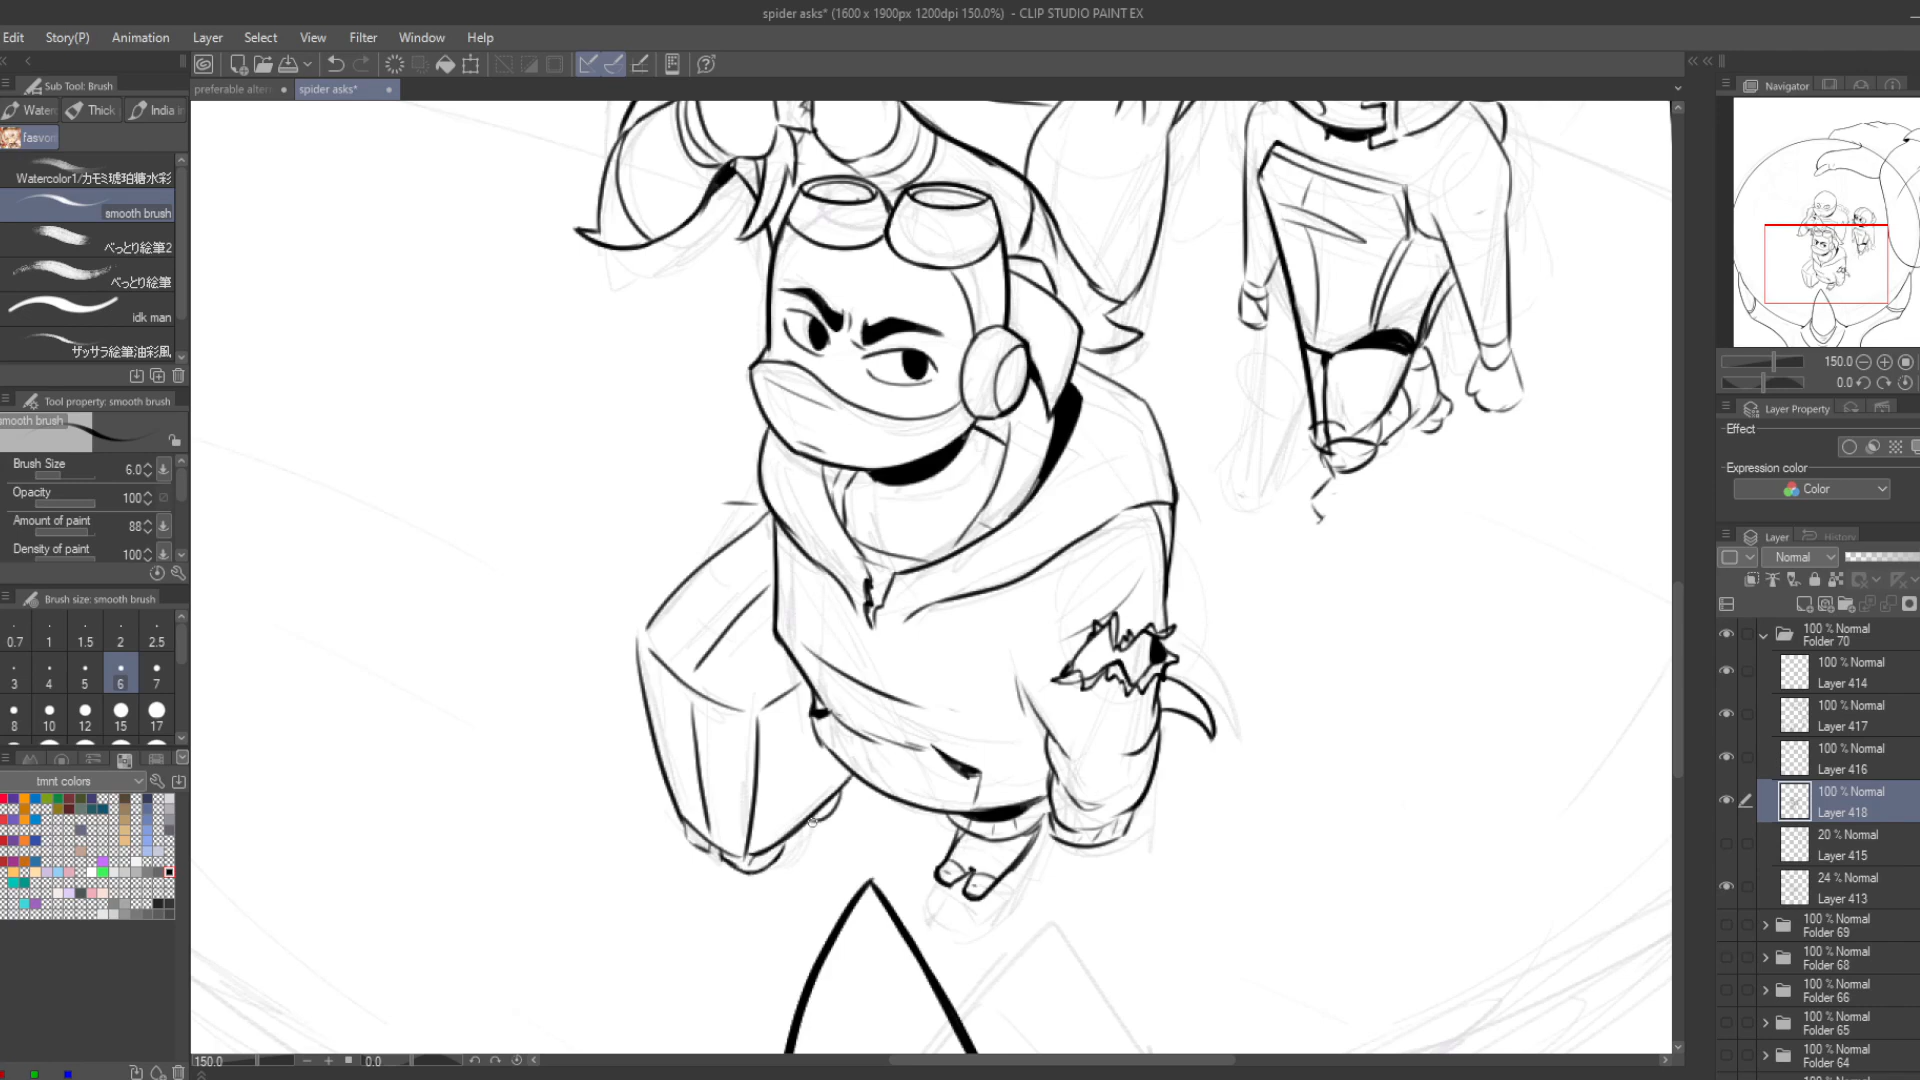 spider asks* (1600 x 1900px 1200dpi 150.0%) - CLIP STUDIO PAINT EX
Edit Story(P) Animation Layer Select View Filter Window Help
Sub Tool: Brush
preferable altern spider asks*
Navigator
Water Thick India i
fasvori
Watercolor1/カモミ琥珀糖水彩
smooth brush
べっとり絵筆2
べっとり絵筆
idk man
ザッサラ絵筆油彩風
Tool property: smooth brush
smooth brush
Brush Size 6.0
Opacity 100
Amount of paint 88
Density of paint 100
Brush size: smooth brush
0.7 1 1.5 2 2.5
3 4 5 6 7
8 10 12 15 17
tmnt colors
150.0 0.0
150.0
0.0
Layer Property
Effect
Expression color
Color
Layer History
Normal
100 % Normal
Folder 70
100 % Normal
Layer 414
100 % Normal
Layer 417
100 % Normal
Layer 416
100 % Normal
Layer 418
20 % Normal
Layer 415
24 % Normal
Layer 413
100 % Normal
Folder 69
100 % Normal
Folder 68
100 % Normal
Folder 66
100 % Normal
Folder 65
100 % Normal
Folder 64